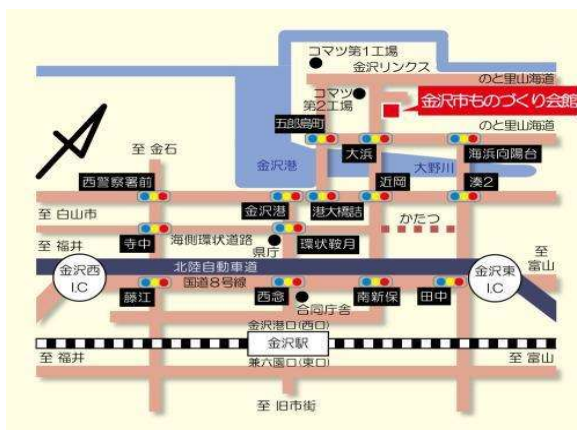 コマツ第1工場
金沢リンクス
のと里山海道
コマツ
第2工場
金沢市ものづくり会館
五郎島町
のと里山海道
至 金石
大浜
海浜向陽台
金沢港
大野川
西警察署前
金沢港
港大橋詰
近岡
湊2
至 白山市
かたつ
寺中
海側環状道路
県庁
環状鞍月
至 福井
至
富山
金沢西
I.C
北陸自動車道
金沢東
I.C
国道8号線
藤江
西念
合同庁舎
南新保
田中
金沢港口(西口)
金沢駅
至 福井
兼六園口(東口)
至 富山
至 旧市街